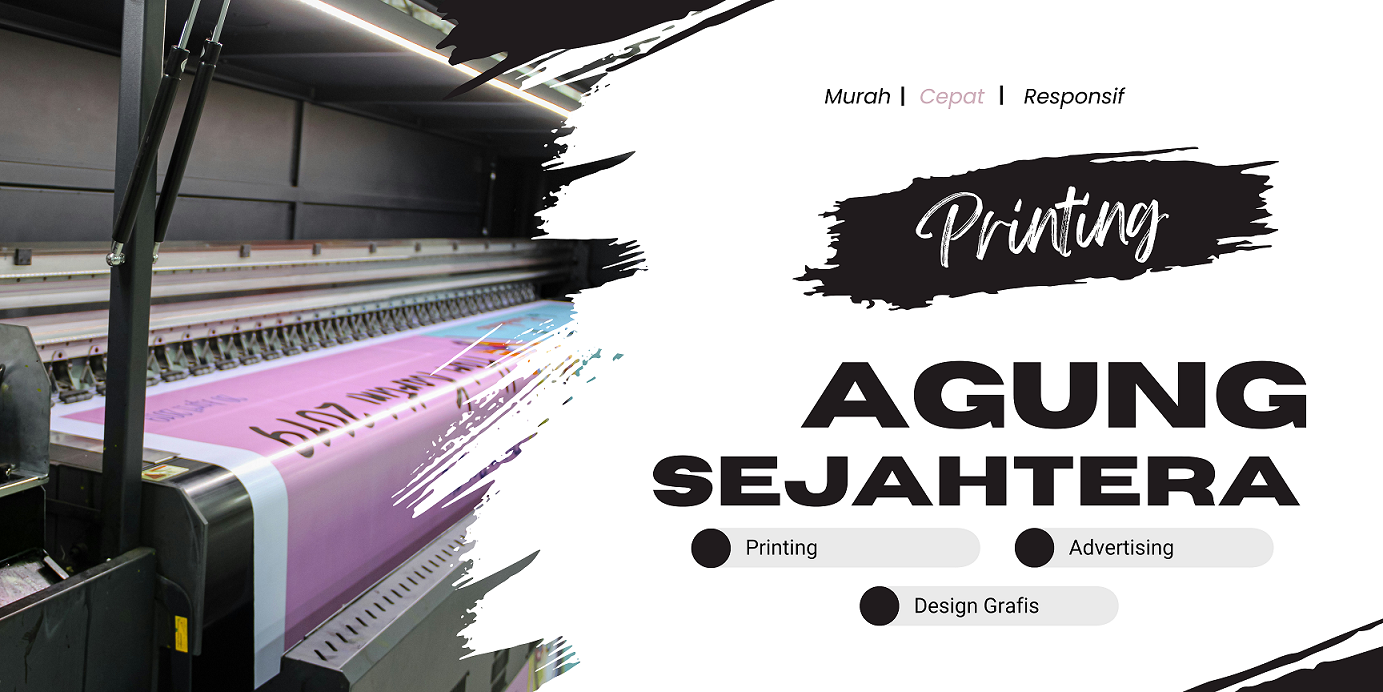 Murah | Cepat | Responsif
Printing
AGUNG
SEJAHTERA
Printing
Advertising
Design Grafis